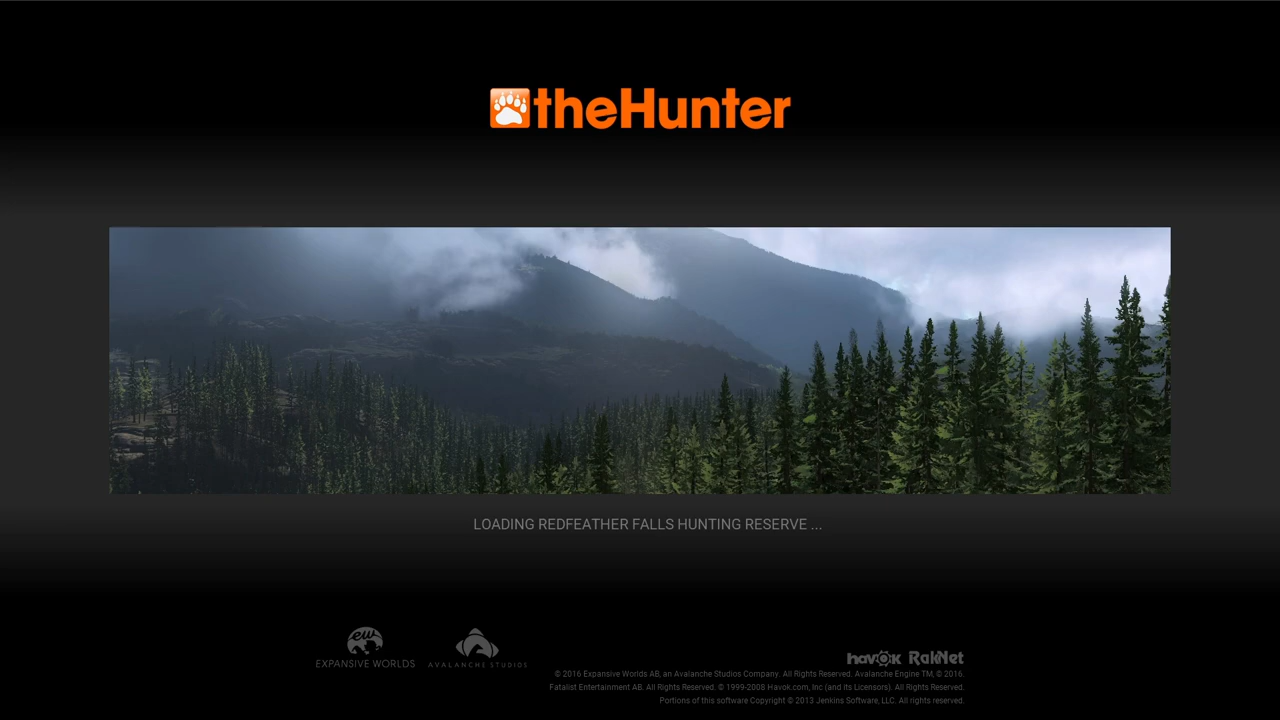 theHunter
LOADING REDFEATHER FALLS HUNTING RESERVE ...
ew
EXPANSIVE WORLDS
AVALANCHE STUDIOS
havok RakNet
© 2016 Expansive Worlds AB, an Avalanche Studios Company. All Rights Reserved. Avalanche Engine TM, © 2016.
Fatalist Entertainment AB. All Rights Reserved. © 1999-2008 Havok.com, Inc (and its Licensors). All Rights Reserved.
Portions of this software Copyright © 2013 Jenkins Software, LLC. All rights reserved.